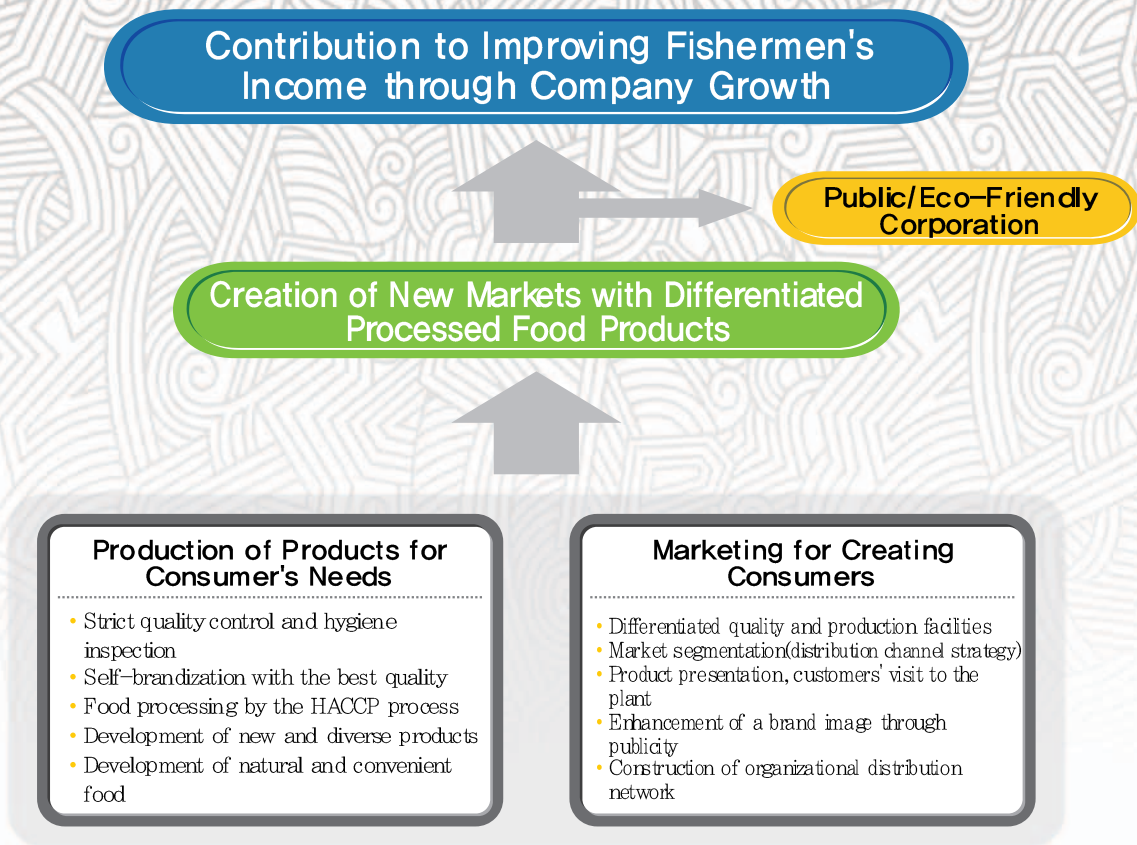 Contribution to Improving Fishermen's
Income through Company Growth
Public/Eco-Friendly
Corporation
Creation of New Markets with Differentiated
Processed Food Products
Production of Products for
Consumer's Needs
• Strict quality control and hygiene
inspection
• Self-brandization with the best quality
• Food processing by the HACCP process
• Development of new and diverse products
• Development of natural and convenient
food
Marketing for Creating
Consumers
• Differentiated quality and production facilities
• Market segmentation(distribution channel strategy)
• Product presentation, customers' visit to the
plant
• Enhancement of a brand image through
publicity
• Construction of organizational distribution
network